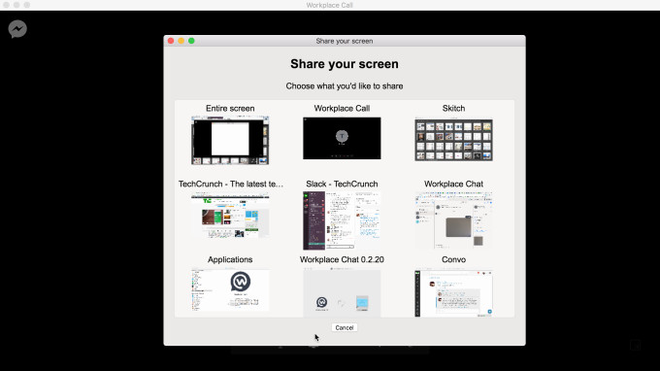 Workplace Call
Share your screen
Share your screen
Choose what you'd like to share
Entire screen
Workplace Call
Skitch
TechCrunch - The latest te...
Slack - TechCrunch
Workplace Chat
Applications
Workplace Chat 0.2.20
Convo
Cancel